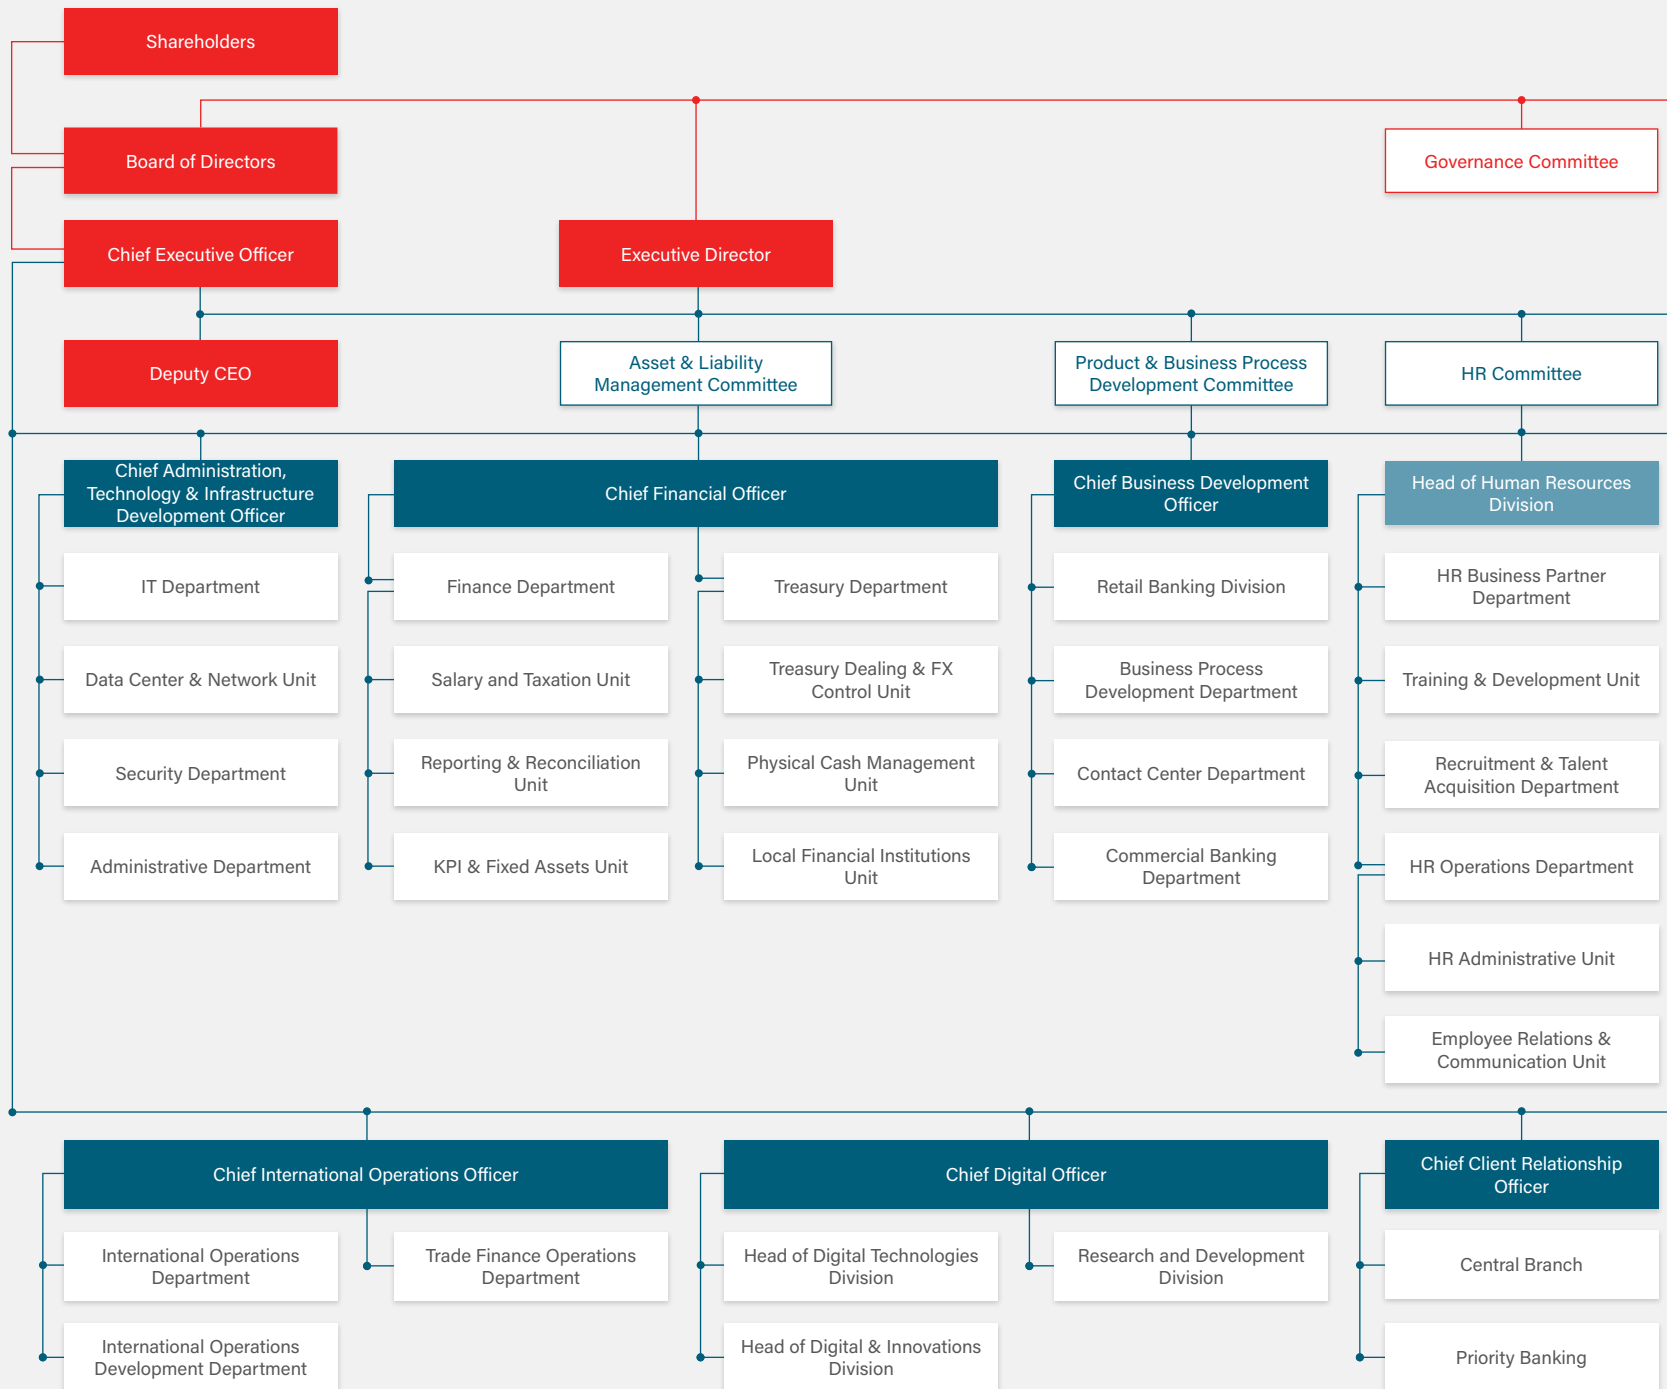 Shareholders
Board of Directors
Governance Committee
Chief Executive Officer
Executive Director
Deputy CEO
Asset & Liability
Management Committee
Product & Business Process
Development Committee
HR Committee
Chief Administration,
Technology & Infrastructure
Development Officer
Chief Financial Officer
Chief Business Development
Officer
Head of Human Resources
Division
IT Department
Finance Department
Treasury Department
Retail Banking Division
HR Business Partner
Department
Data Center & Network Unit
Salary and Taxation Unit
Treasury Dealing & FX
Control Unit
Business Process
Development Department
Training & Development Unit
Security Department
Reporting & Reconciliation
Unit
Physical Cash Management
Unit
Contact Center Department
Recruitment & Talent
Acquisition Department
Administrative Department
KPI & Fixed Assets Unit
Local Financial Institutions
Unit
Commercial Banking
Department
HR Operations Department
HR Administrative Unit
Employee Relations &
Communication Unit
Chief International Operations Officer
Chief Digital Officer
Chief Client Relationship
Officer
International Operations
Department
Trade Finance Operations
Department
Head of Digital Technologies
Division
Research and Development
Division
Central Branch
International Operations
Development Department
Head of Digital & Innovations
Division
Priority Banking